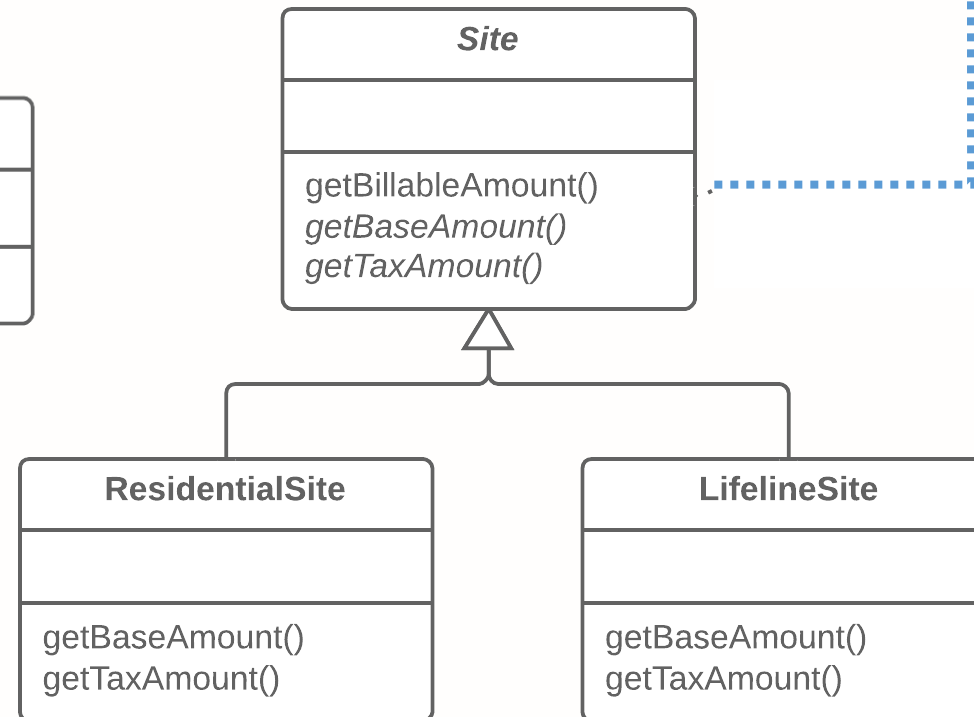 Site
getBillableAmount()
getBaseAmount()
getTaxAmount()
ResidentialSite
getBaseAmount()
getTaxAmount()
LifelineSite
getBaseAmount()
getTaxAmount()